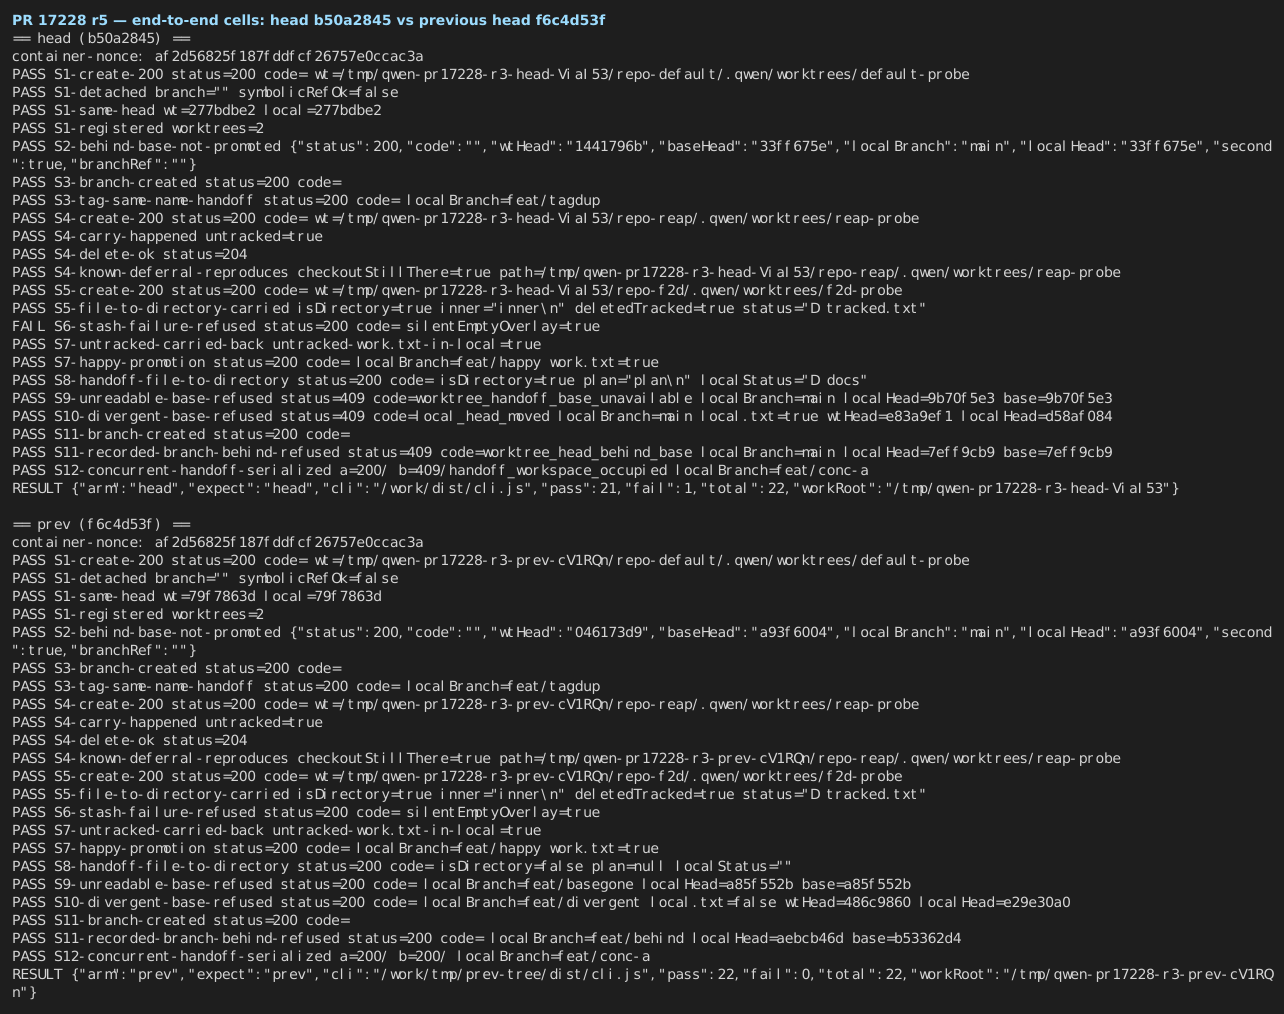 PR 17228 r5 — end-to-end cells: head b50a2845 vs previous head f6c4d53f
== head (b50a2845) ==
container-nonce: af2d56825f187fddfcf26757e0ccac3a
PASS S1-create-200 status=200 code= wt=/tmp/qwen-pr17228-r3-head-Vial53/repo-default/.qwen/worktrees/default-probe
PASS S1-detached branch="" symbolicRefOk=false
PASS S1-same-head wt=277bdbe2 local=277bdbe2
PASS S1-registered worktrees=2
PASS S2-behind-base-not-promoted {"status":200,"code":"","wtHead":"1441796b","baseHead":"33ff675e","localBranch":"main","localHead":"33ff675e","second
":true,"branchRef":""}
PASS S3-branch-created status=200 code=
PASS S3-tag-same-name-handoff status=200 code= localBranch=feat/tagdup
PASS S4-create-200 status=200 code= wt=/tmp/qwen-pr17228-r3-head-Vial53/repo-reap/.qwen/worktrees/reap-probe
PASS S4-carry-happened untracked=true
PASS S4-delete-ok status=204
PASS S4-known-deferral-reproduces checkoutStillThere=true path=/tmp/qwen-pr17228-r3-head-Vial53/repo-reap/.qwen/worktrees/reap-probe
PASS S5-create-200 status=200 code= wt=/tmp/qwen-pr17228-r3-head-Vial53/repo-f2d/.qwen/worktrees/f2d-probe
PASS S5-file-to-directory-carried isDirectory=true inner="inner\n" deletedTracked=true status="D tracked.txt"
FAIL S6-stash-failure-refused status=200 code= silentEmptyOverlay=true
PASS S7-untracked-carried-back untracked-work.txt-in-local=true
PASS S7-happy-promotion status=200 code= localBranch=feat/happy work.txt=true
PASS S8-handoff-file-to-directory status=200 code= isDirectory=true plan="plan\n" localStatus="D docs"
PASS S9-unreadable-base-refused status=409 code=worktree_handoff_base_unavailable localBranch=main localHead=9b70f5e3 base=9b70f5e3
PASS S10-divergent-base-refused status=409 code=local_head_moved localBranch=main local.txt=true wtHead=e83a9ef1 localHead=d58af084
PASS S11-branch-created status=200 code=
PASS S11-recorded-branch-behind-refused status=409 code=worktree_head_behind_base localBranch=main localHead=7eff9cb9 base=7eff9cb9
PASS S12-concurrent-handoff-serialized a=200/ b=409/handoff_workspace_occupied localBranch=feat/conc-a
RESULT {"arm":"head","expect":"head","cli":"/work/dist/cli.js","pass":21,"fail":1,"total":22,"workRoot":"/tmp/qwen-pr17228-r3-head-Vial53"}
== prev (f6c4d53f) ==
container-nonce: af2d56825f187fddfcf26757e0ccac3a
PASS S1-create-200 status=200 code= wt=/tmp/qwen-pr17228-r3-prev-cV1RQn/repo-default/.qwen/worktrees/default-probe
PASS S1-detached branch="" symbolicRefOk=false
PASS S1-same-head wt=79f7863d local=79f7863d
PASS S1-registered worktrees=2
PASS S2-behind-base-not-promoted {"status":200,"code":"","wtHead":"046173d9","baseHead":"a93f6004","localBranch":"main","localHead":"a93f6004","second
":true,"branchRef":""}
PASS S3-branch-created status=200 code=
PASS S3-tag-same-name-handoff status=200 code= localBranch=feat/tagdup
PASS S4-create-200 status=200 code= wt=/tmp/qwen-pr17228-r3-prev-cV1RQn/repo-reap/.qwen/worktrees/reap-probe
PASS S4-carry-happened untracked=true
PASS S4-delete-ok status=204
PASS S4-known-deferral-reproduces checkoutStillThere=true path=/tmp/qwen-pr17228-r3-prev-cV1RQn/repo-reap/.qwen/worktrees/reap-probe
PASS S5-create-200 status=200 code= wt=/tmp/qwen-pr17228-r3-prev-cV1RQn/repo-f2d/.qwen/worktrees/f2d-probe
PASS S5-file-to-directory-carried isDirectory=true inner="inner\n" deletedTracked=true status="D tracked.txt"
PASS S6-stash-failure-refused status=200 code= silentEmptyOverlay=true
PASS S7-untracked-carried-back untracked-work.txt-in-local=true
PASS S7-happy-promotion status=200 code= localBranch=feat/happy work.txt=true
PASS S8-handoff-file-to-directory status=200 code= isDirectory=false plan=null localStatus=""
PASS S9-unreadable-base-refused status=200 code= localBranch=feat/basegone localHead=a85f552b base=a85f552b
PASS S10-divergent-base-refused status=200 code= localBranch=feat/divergent local.txt=false wtHead=486c9860 localHead=e29e30a0
PASS S11-branch-created status=200 code=
PASS S11-recorded-branch-behind-refused status=200 code= localBranch=feat/behind localHead=aebcb46d base=b53362d4
PASS S12-concurrent-handoff-serialized a=200/ b=200/ localBranch=feat/conc-a
RESULT {"arm":"prev","expect":"prev","cli":"/work/tmp/prev-tree/dist/cli.js","pass":22,"fail":0,"total":22,"workRoot":"/tmp/qwen-pr17228-r3-prev-cV1RQ
n"}